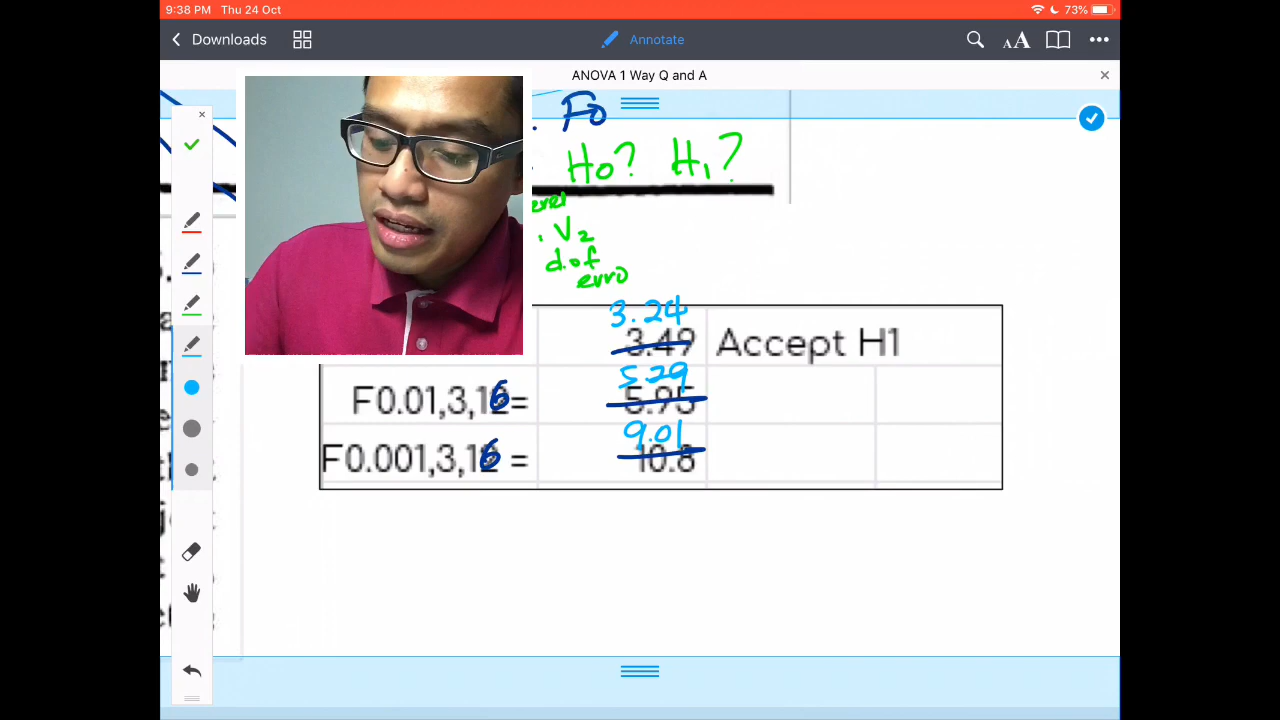 9:38 PM Thu 24 Oct
73%
Downloads
Annotate
AA
ANOVA 1 Way Q and A
Fo
Ho? H1?
. V2
d.of
erro
3.24
3.49 Accept H1
5.29
F0.01,3,16= 5.95
9.01
F0.001,3,16 = 10.8